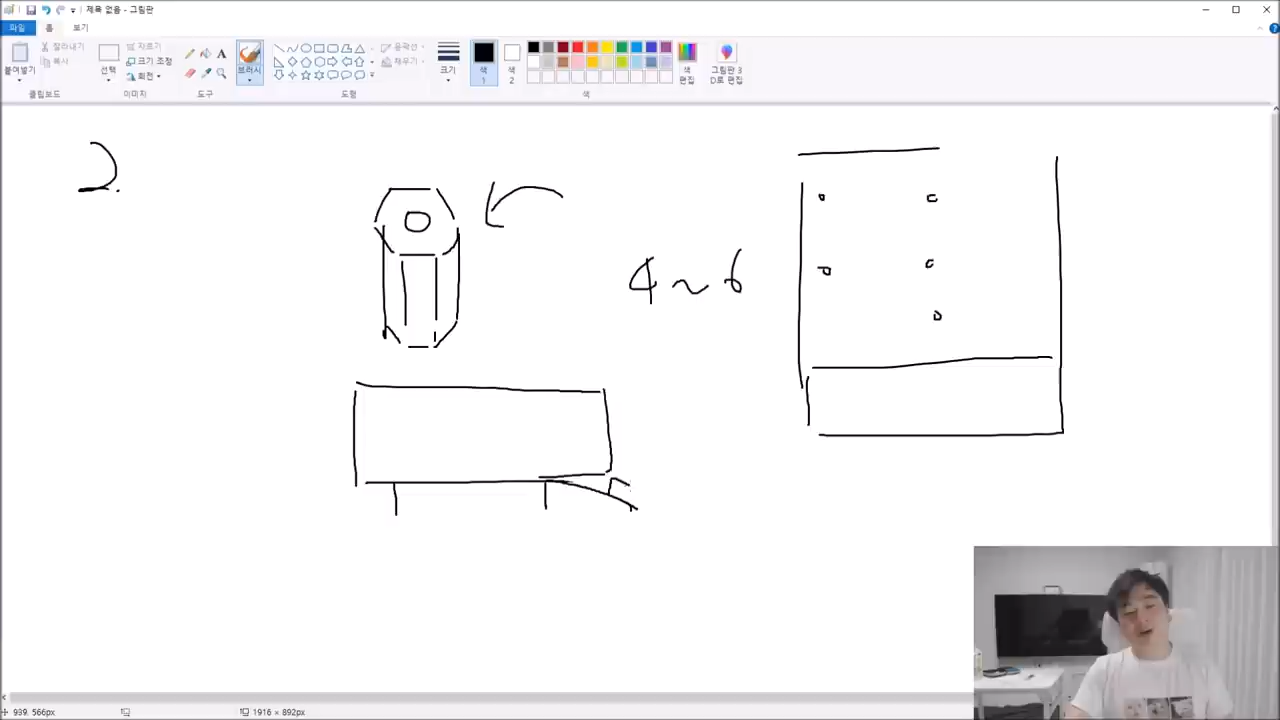 제목 없음 - 그림판
파일
홈
보기
붙여넣기
잘라내기
복사
클립보드
선택
자르기
크기 조정
회전
이미지
A
도구
브러시
윤곽선
채우기
도형
크기
색
1
색
2
색
편집
그림판 3
D로 편집
색
2.
4~6
939, 566px
1916 × 892px